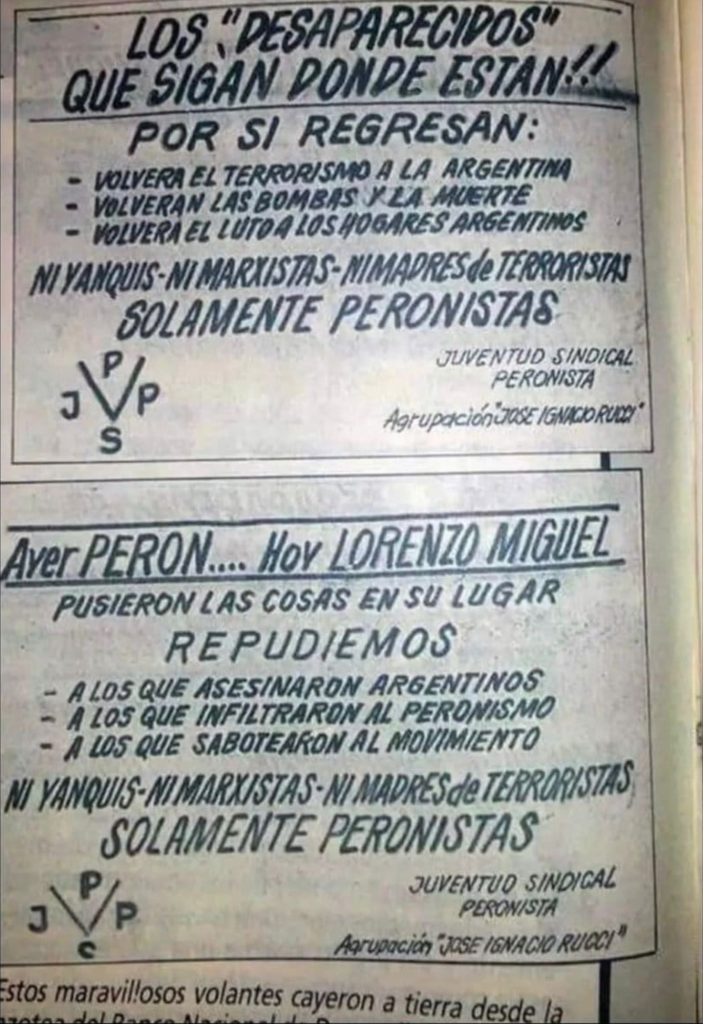 LOS "DESAPARECIDOS"
QUE SIGAN DONDE ESTAN!!
POR SI REGRESAN:
- VOLVERA EL TERRORISMO A LA ARGENTINA
- VOLVERAN LAS BOMBAS Y LA MUERTE
- VOLVERA EL LUTO A LOS HOGARES ARGENTINOS
NI YANQUIS-NI MARXISTAS-NI MADRES de TERRORISTAS
SOLAMENTE PERONISTAS
JUVENTUD SINDICAL
PERONISTA
Agrupación "JOSE IGNACIO RUCCI"
P
J P
S
Ayer PERON.... Hoy LORENZO MIGUEL
PUSIERON LAS COSAS EN SU LUGAR
REPUDIEMOS
- A LOS QUE ASESINARON ARGENTINOS
- A LOS QUE INFILTRARON AL PERONISMO
- A LOS QUE SABOTEARON AL MOVIMIENTO
NI YANQUIS-NI MARXISTAS-NI MADRES de TERRORISTAS
SOLAMENTE PERONISTAS
JUVENTUD SINDICAL
PERONISTA
Agrupación "JOSE IGNACIO RUCCI"
P
J P
S
Estos maravillosos volantes cayeron a tierra desde la
del Banco Nacional de